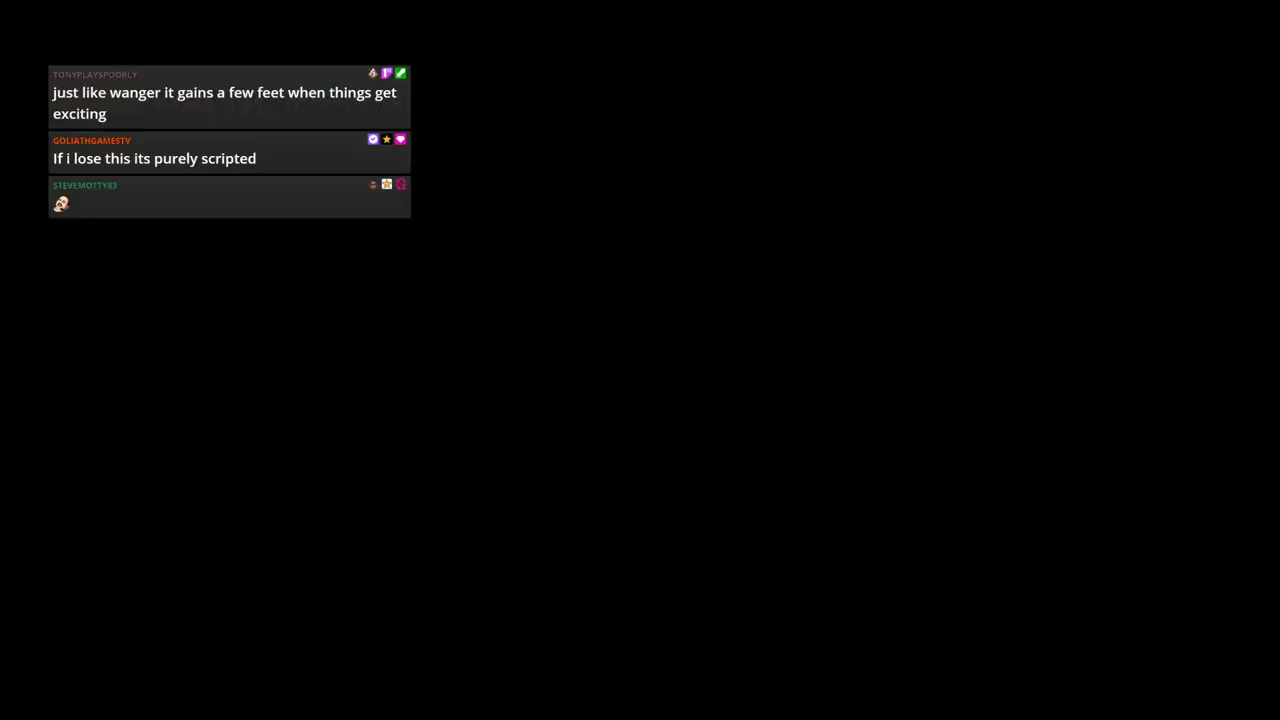 TONYPLAYSPOORLY
just like wanger it gains a few feet when things get
exciting
GOLIATHGAMESTV
If i lose this its purely scripted
STEVEMOTTY83